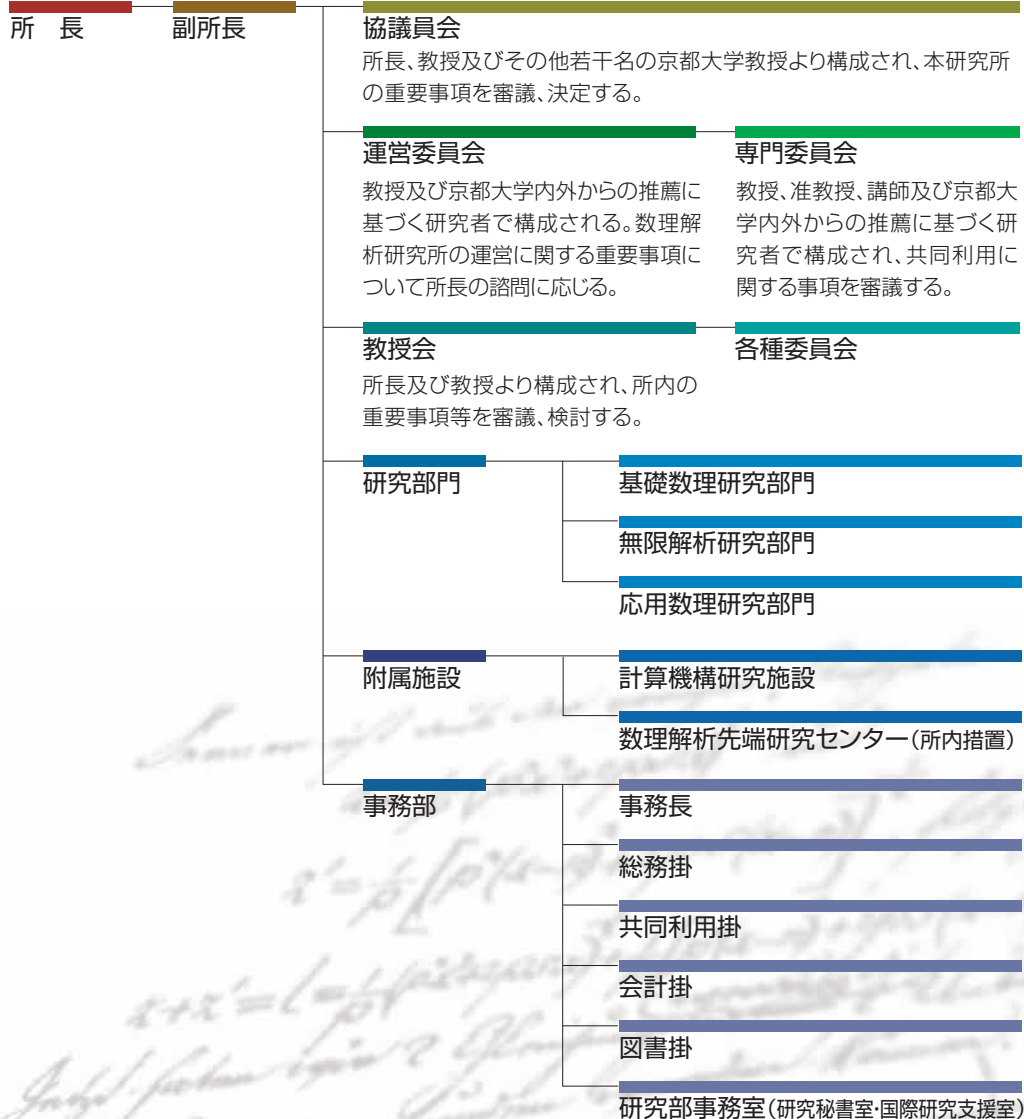 所　長
副所長
協議員会
所長、教授及びその他若干名の京都大学教授より構成され、本研究所
の重要事項を審議、決定する。
運営委員会
教授及び京都大学内外からの推薦に
基づく研究者で構成される。数理解
析研究所の運営に関する重要事項に
ついて所長の諮問に応じる。
専門委員会
教授、准教授、講師及び京都大
学内外からの推薦に基づく研
究者で構成され、共同利用に
関する事項を審議する。
教授会
所長及び教授より構成され、所内の
重要事項等を審議、検討する。
各種委員会
研究部門
基礎数理研究部門
無限解析研究部門
応用数理研究部門
附属施設
計算機構研究施設
数理解析先端研究センター（所内措置）
事務部
事務長
総務掛
共同利用掛
会計掛
図書掛
研究部事務室（研究秘書室・国際研究支援室）